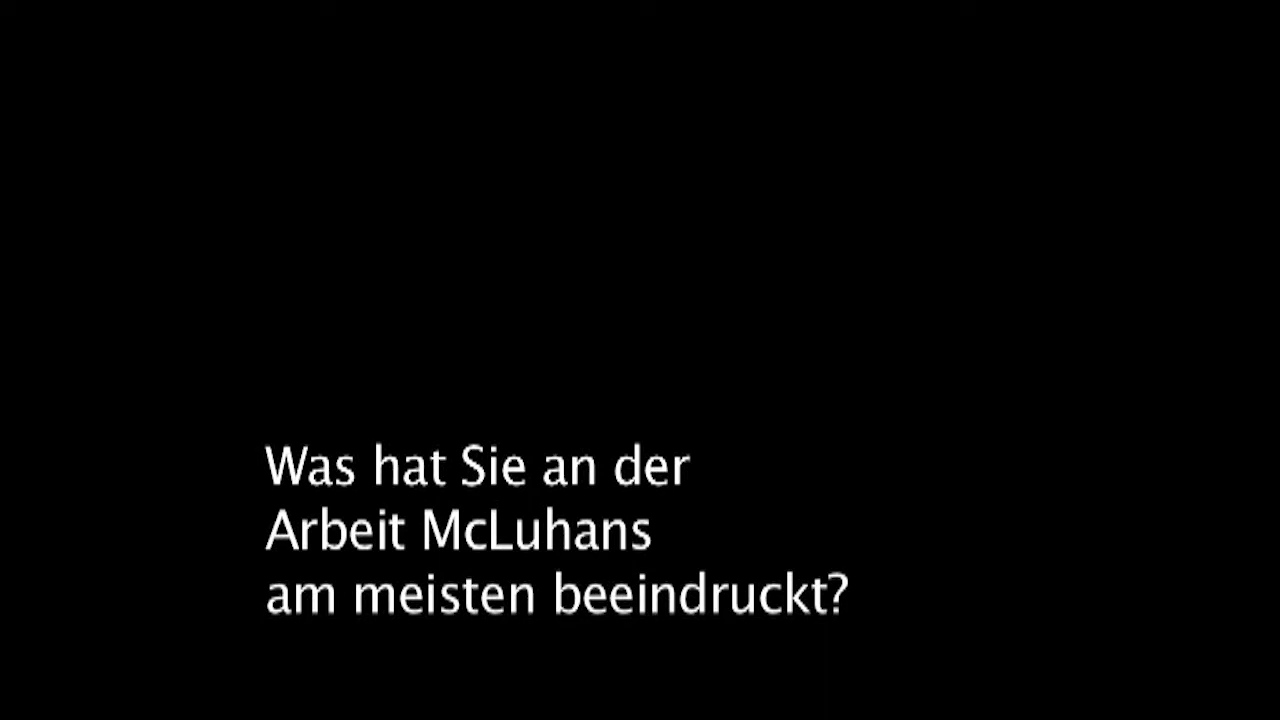 Was hat Sie an der
Arbeit McLuhans
am meisten beeindruckt?